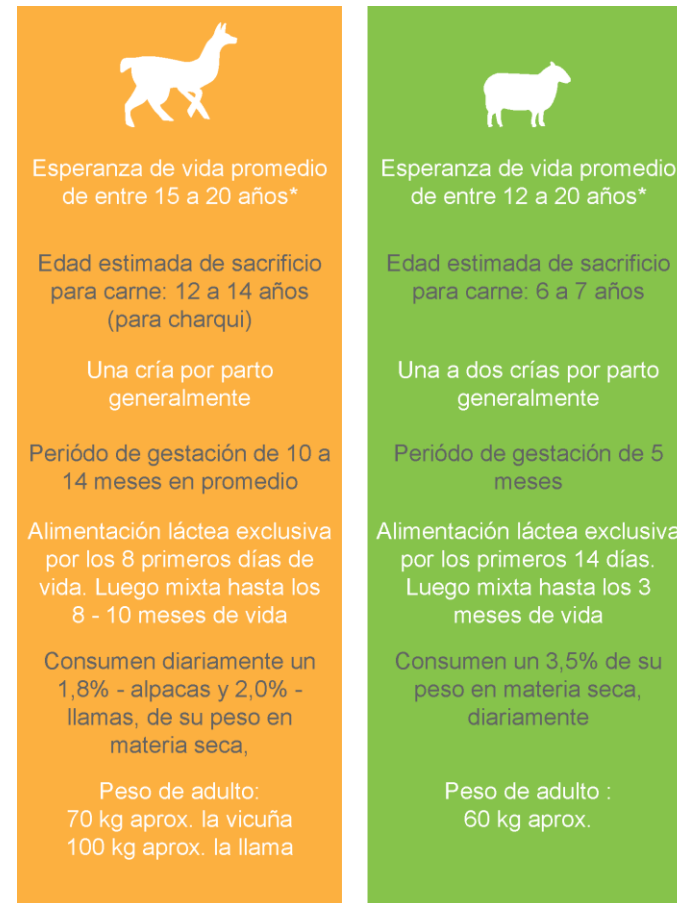 Esperanza de vida promedio
de entre 15 a 20 años*
Edad estimada de sacrificio
para carne: 12 a 14 años
(para charqui)
Una cría por parto
generalmente
Periódo de gestación de 10 a
14 meses en promedio
Alimentación láctea exclusiva
por los 8 primeros días de
vida. Luego mixta hasta los
8 - 10 meses de vida
Consumen diariamente un
1,8% - alpacas y 2,0% -
llamas, de su peso en
materia seca,
Peso de adulto:
70 kg aprox. la vicuña
100 kg aprox. la llama
Esperanza de vida promedio
de entre 12 a 20 años*
Edad estimada de sacrificio
para carne: 6 a 7 años
Una a dos crías por parto
generalmente
Periódo de gestación de 5
meses
Alimentación láctea exclusiva
por los primeros 14 días.
Luego mixta hasta los 3
meses de vida
Consumen un 3,5% de su
peso en materia seca,
diariamente
Peso de adulto :
60 kg aprox.